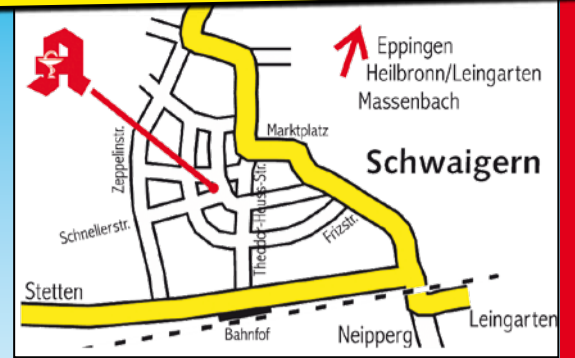 Eppingen
Heilbronn/Leingarten
Massenbach
Marktplatz
Schwaigern
Zeppelinstr.
Theodor-Heuss-Str.
Schnellerstr.
Frizstr.
Stetten
Bahnfof
Neipperg
Leingarten